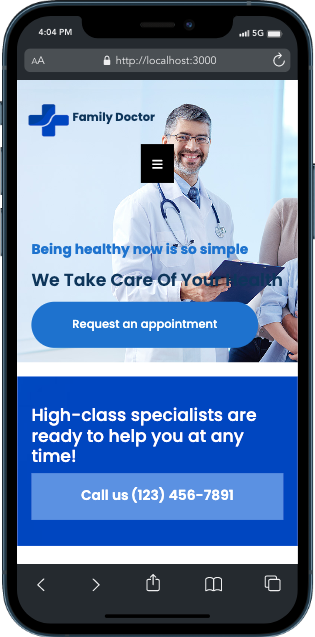 4:04 PM 5G
AA http://localhost:3000
Family Doctor
Being healthy now is so simple
We Take Care Of Your Health
Request an appointment
High-class specialists are
ready to help you at any
time!
Call us (123) 456-7891